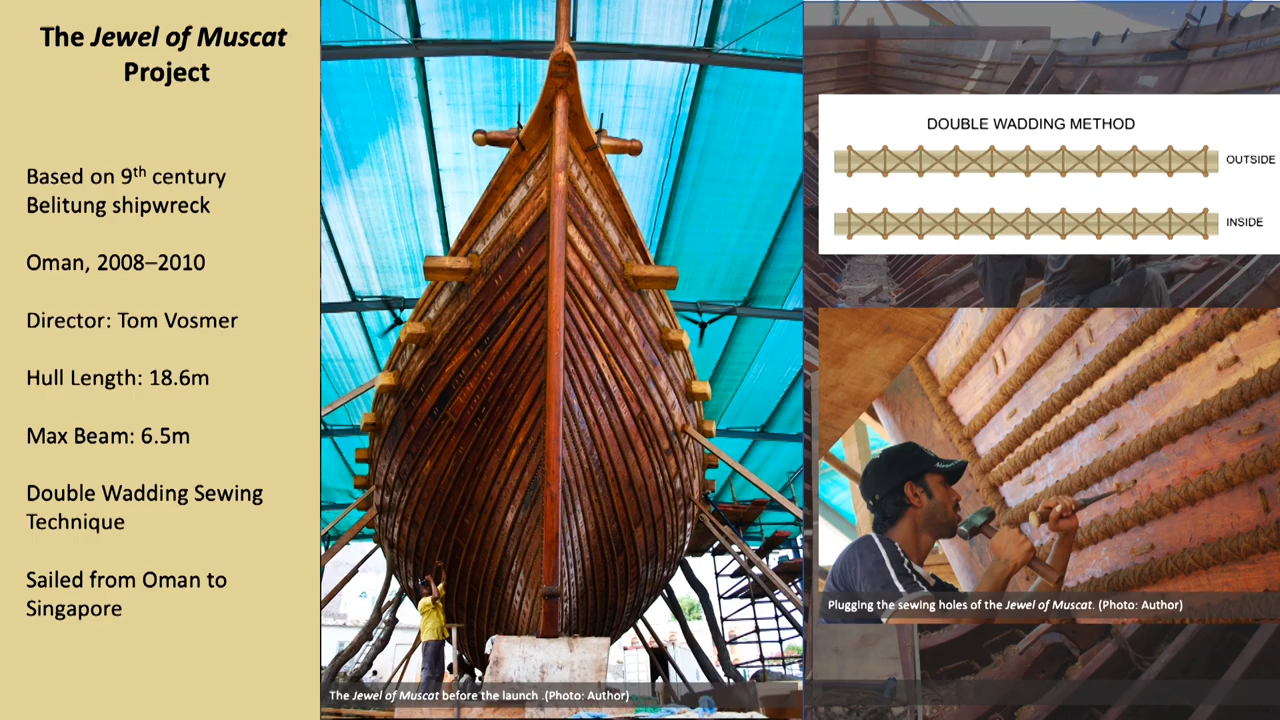 The Jewel of Muscat
Project
Based on 9th century
Belitung shipwreck
Oman, 2008–2010
Director: Tom Vosmer
Hull Length: 18.6m
Max Beam: 6.5m
Double Wadding Sewing
Technique
Sailed from Oman to
Singapore
The Jewel of Muscat before the launch .(Photo: Author)
DOUBLE WADDING METHOD
OUTSIDE
INSIDE
Plugging the sewing holes of the Jewel of Muscat. (Photo: Author)